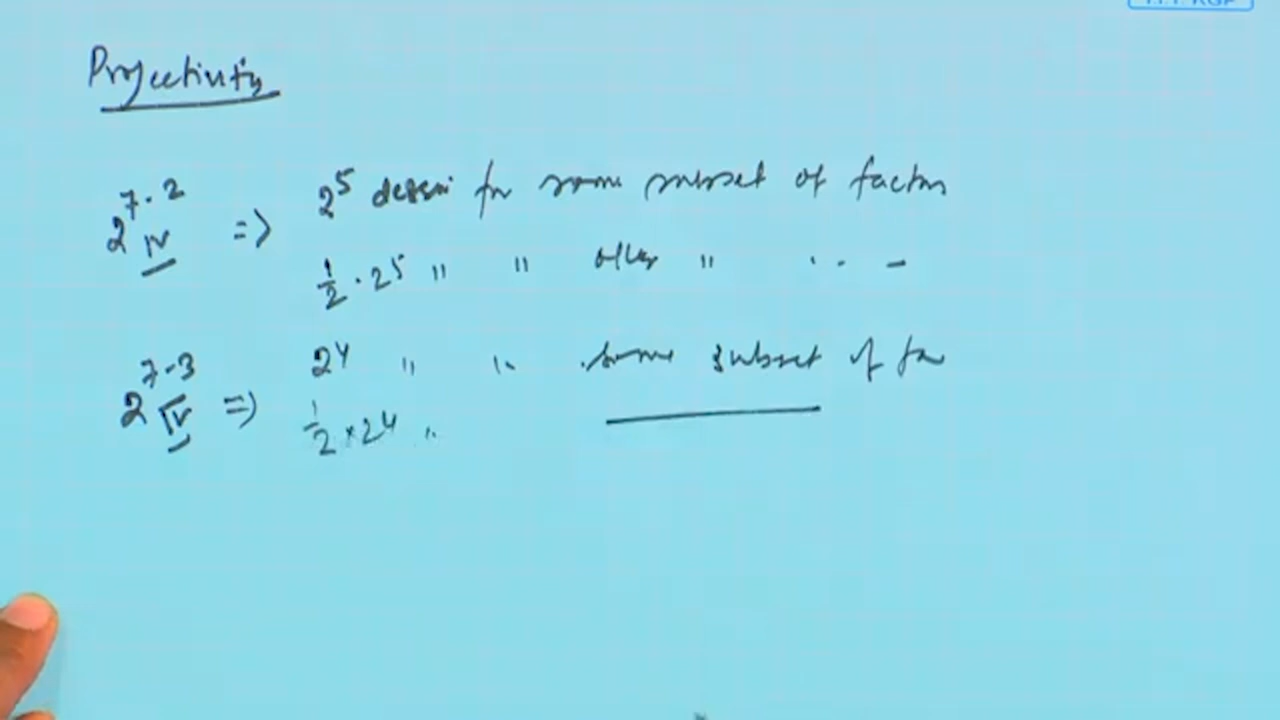 Projectivity
2^{7-2}_{IV} => 2^5 design for some subset of factors
1/2 · 2^5 " " other " " . . -
2^{7-3}_{IV} => 2^4 " " some subset of fa
1/2 × 2^4 "